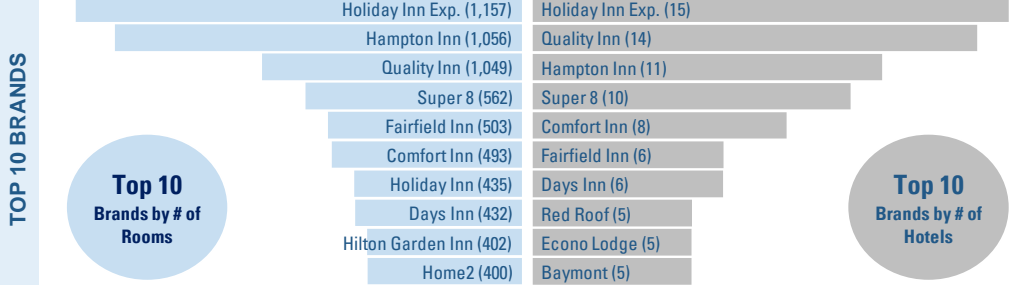 TOP 10 BRANDS
Holiday Inn Exp. (1,157)
Hampton Inn (1,056)
Quality Inn (1,049)
Super 8 (562)
Fairfield Inn (503)
Comfort Inn (493)
Holiday Inn (435)
Days Inn (432)
Hilton Garden Inn (402)
Home2 (400)
Top 10
Brands by # of
Rooms
Holiday Inn Exp. (15)
Quality Inn (14)
Hampton Inn (11)
Super 8 (10)
Comfort Inn (8)
Fairfield Inn (6)
Days Inn (6)
Red Roof (5)
Econo Lodge (5)
Baymont (5)
Top 10
Brands by # of
Hotels